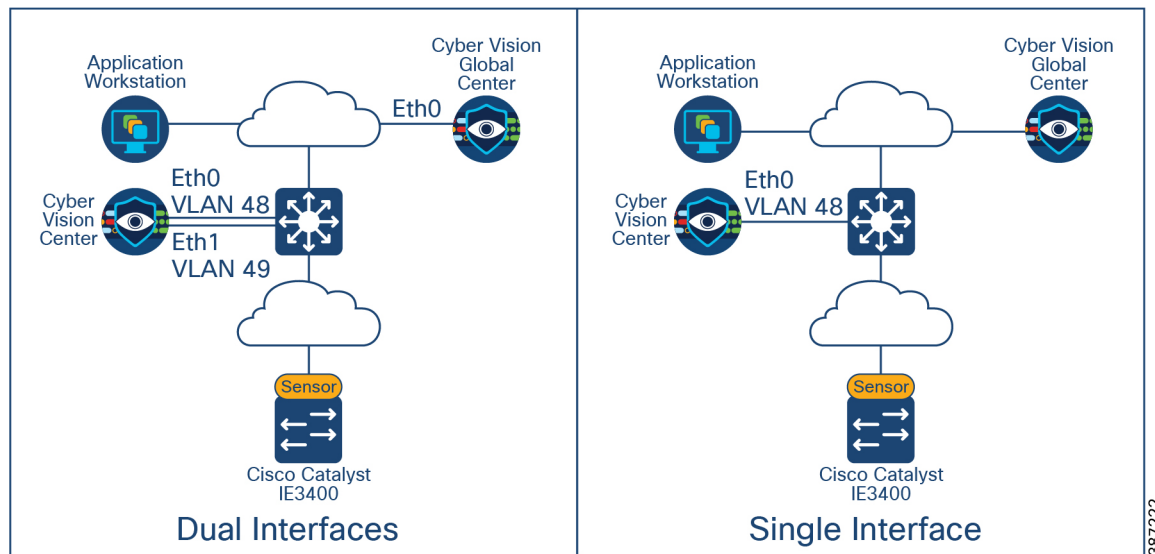 Application
Workstation
Cyber Vision
Global
Center
Eth0
Cyber
Vision
Center
Eth0
VLAN 48
Eth1
VLAN 49
Sensor
Cisco Catalyst
IE3400
Dual Interfaces
Application
Workstation
Cyber Vision
Global
Center
Cyber
Vision
Center
Eth0
VLAN 48
Sensor
Cisco Catalyst
IE3400
Single Interface
387222